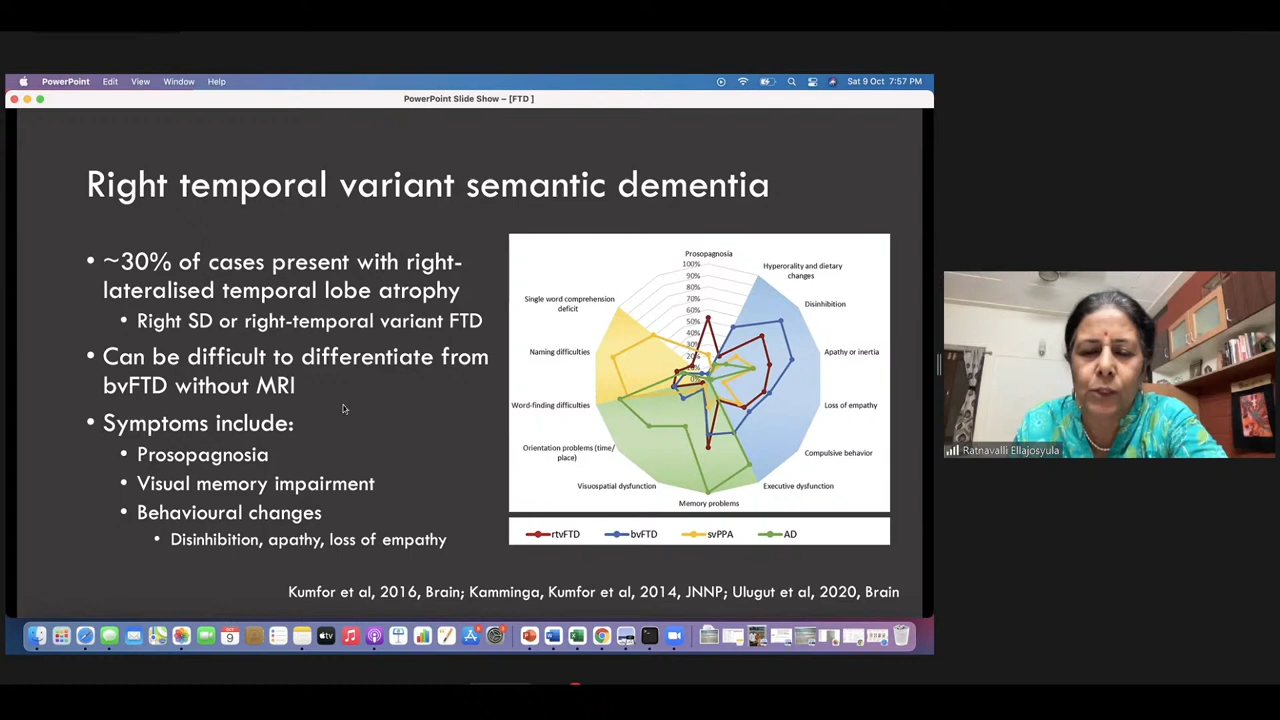 PowerPoint Edit View Window Help
Sat 9 Oct 7:57 PM
PowerPoint Slide Show – [FTD ]
Right temporal variant semantic dementia
• ~30% of cases present with right-
lateralised temporal lobe atrophy
• Right SD or right-temporal variant FTD
• Can be difficult to differentiate from
bvFTD without MRI
• Symptoms include:
• Prosopagnosia
• Visual memory impairment
• Behavioural changes
• Disinhibition, apathy, loss of empathy
Prosopagnosia
100%
90%
80%
70%
60%
50%
40%
30%
20%
10%
0%
Hyperorality and dietary
changes
Disinhibition
Apathy or inertia
Loss of empathy
Compulsive behavior
Executive dysfunction
Memory problems
Visuospatial dysfunction
Orientation problems (time/
place)
Word-finding difficulties
Naming difficulties
Single word comprehension
deficit
rtvFTD bvFTD svPPA AD
Kumfor et al, 2016, Brain; Kamminga, Kumfor et al, 2014, JNNP; Ulugut et al, 2020, Brain
Ratnavalli Ellajosyula
9
tv